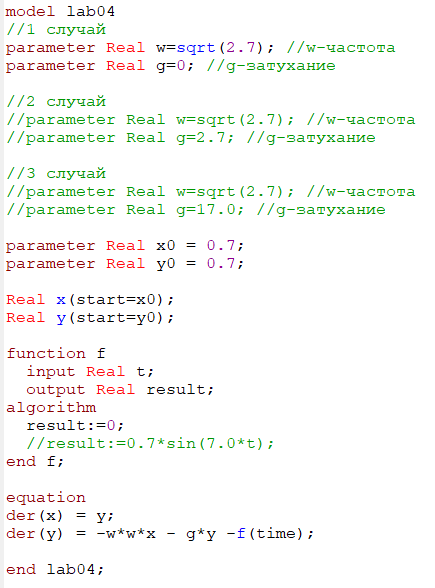 model lab04
//1 случай
parameter Real w=sqrt(2.7); //w-частота
parameter Real g=0; //g-затухание

//2 случай
//parameter Real w=sqrt(2.7); //w-частота
//parameter Real g=2.7; //g-затухание

//3 случай
//parameter Real w=sqrt(2.7); //w-частота
//parameter Real g=17.0; //g-затухание

parameter Real x0 = 0.7;
parameter Real y0 = 0.7;

Real x(start=x0);
Real y(start=y0);

function f
  input Real t;
  output Real result;
algorithm
  result:=0;
  //result:=0.7*sin(7.0*t);
end f;

equation
der(x) = y;
der(y) = -w*w*x - g*y -f(time);

end lab04;